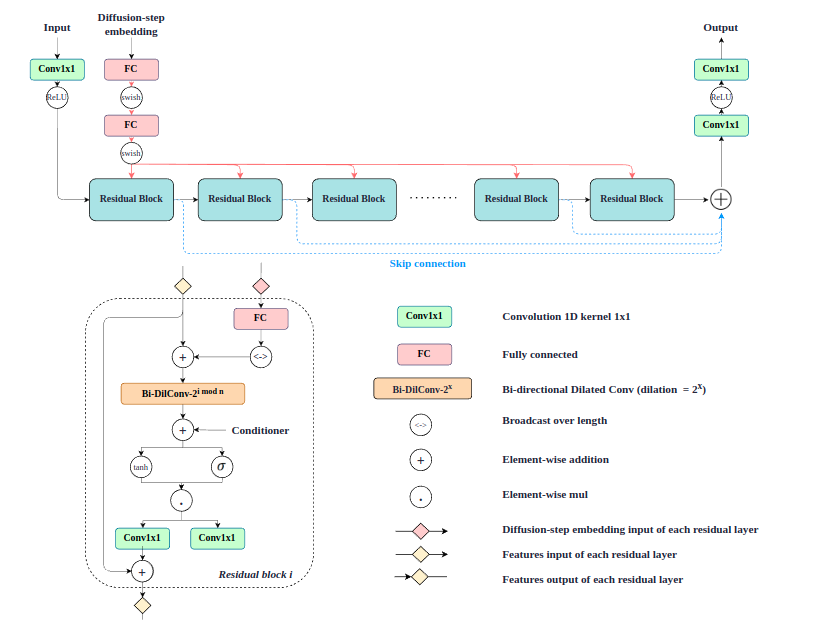 Input
Diffusion-step
embedding
Output
Conv1x1
FC
Conv1x1
ReLU
swish
ReLU
FC
Conv1x1
swish
Residual Block
Residual Block
Residual Block
.........
Residual Block
Residual Block
+
Skip connection
FC
+
<->
Bi-DilConv-2^i mod n
+
Conditioner
tanh
σ
.
Conv1x1
Conv1x1
+
Residual block i
Conv1x1 Convolution 1D kernel 1x1
FC Fully connected
Bi-DilConv-2^x Bi-directional Dilated Conv (dilation = 2^x)
<-> Broadcast over length
+ Element-wise addition
. Element-wise mul
Diffusion-step embedding input of each residual layer
Features input of each residual layer
Features output of each residual layer